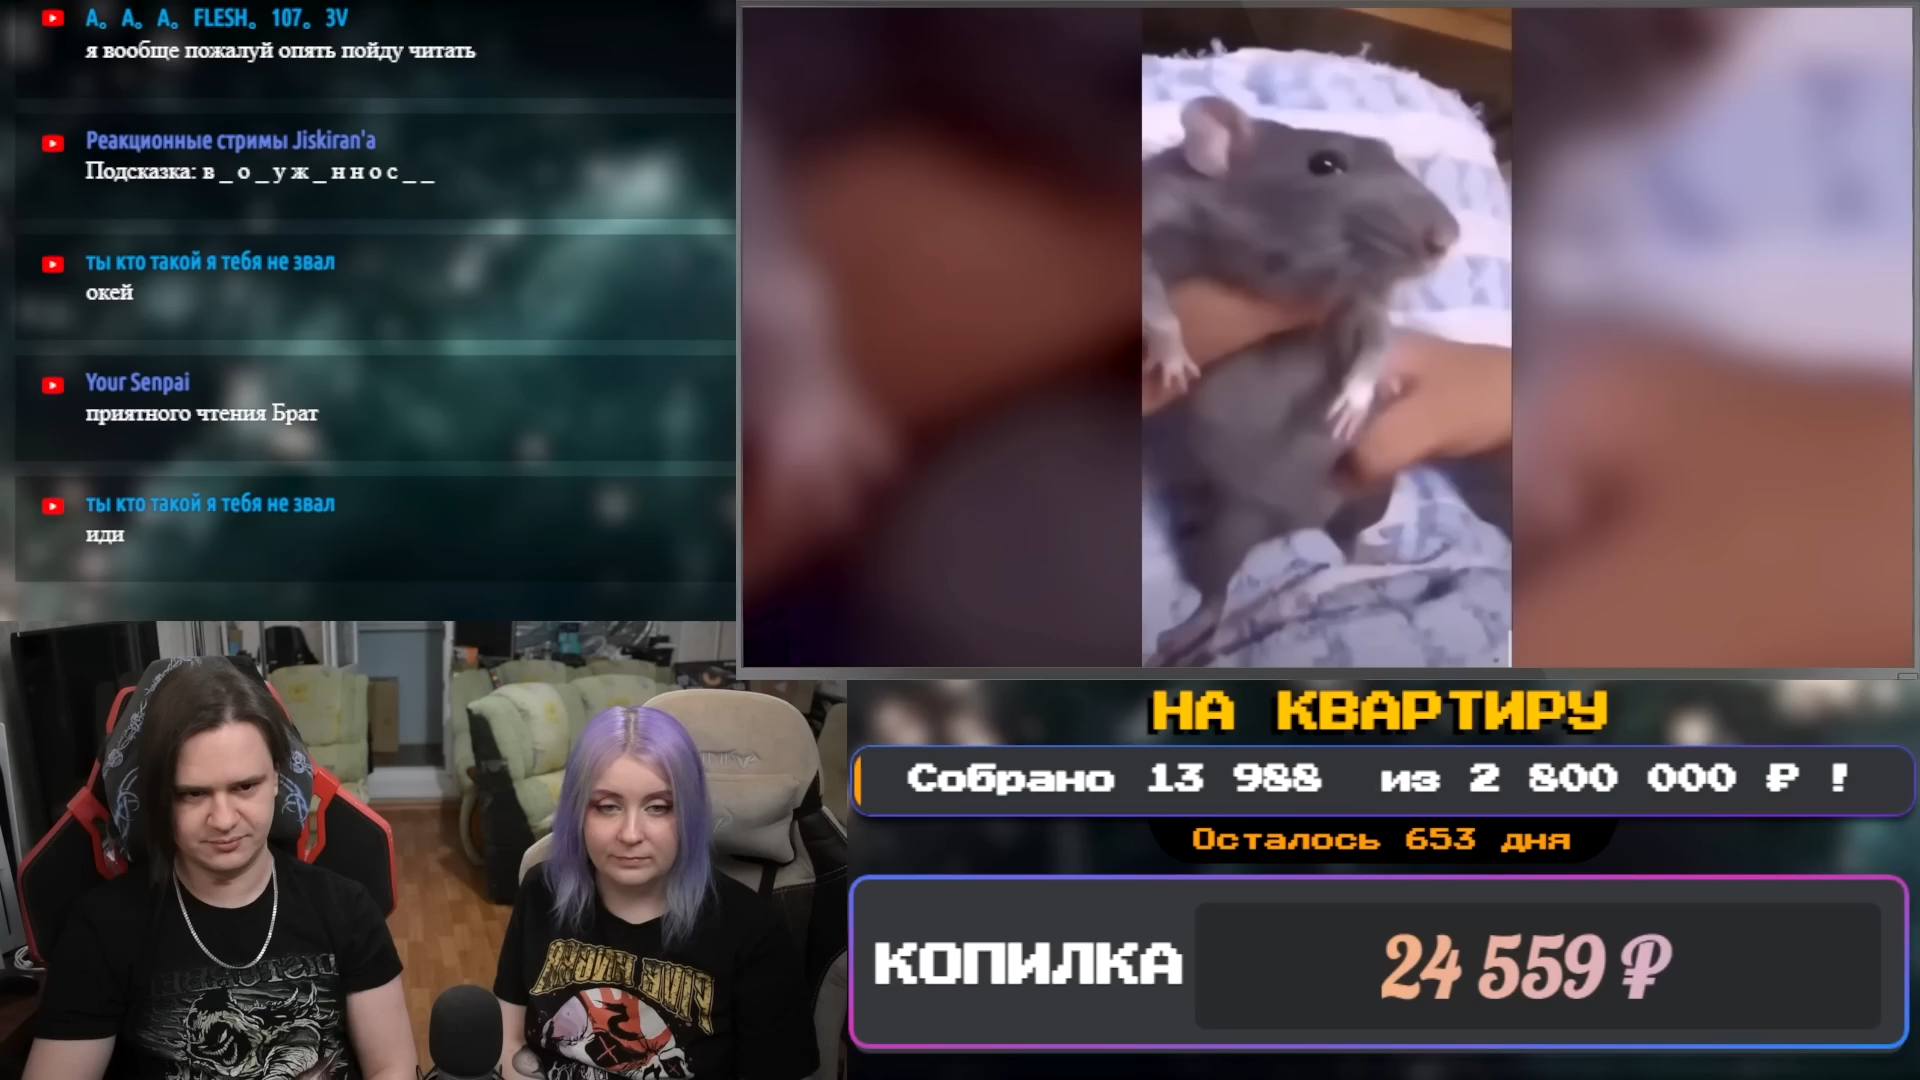 A。A。A。FLESH。107。3V
я вообще пожалуй опять пойду читать
Реакционные стримы Jiskiran'a
Подсказка: в _ о _ у ж _ н н о с _ _
ты кто такой я тебя не звал
окей
Your Senpai
приятного чтения Брат
ты кто такой я тебя не звал
иди
НА КВАРТИРУ
Собрано 13 988 из 2 800 000 ₽ !
Осталось 653 дня
КОПИЛКА
24 559 ₽